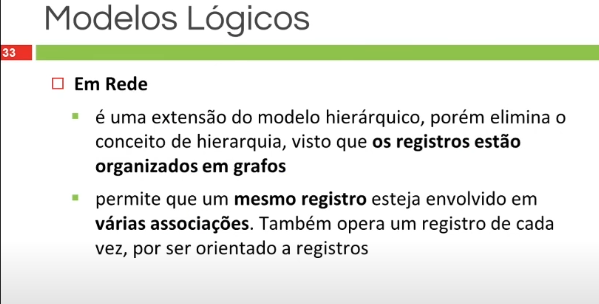 Modelos Lógicos
33
Em Rede
é uma extensão do modelo hierárquico, porém elimina o
conceito de hierarquia, visto que os registros estão
organizados em grafos
permite que um mesmo registro esteja envolvido em
várias associações. Também opera um registro de cada
vez, por ser orientado a registros